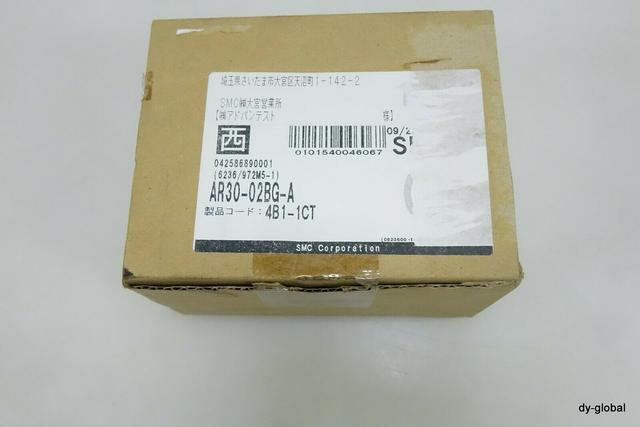 埼玉県さいたま市大宮区天沼町1-142-2
SMC㈱大宮営業所
【㈱アドバンテスト 様】
西
09/2
0101540046067
S
042586890001
(6236/972M5-1)
AR30-02BG-A
製品コード:4B1-1CT
SMC Corporation
dy-global